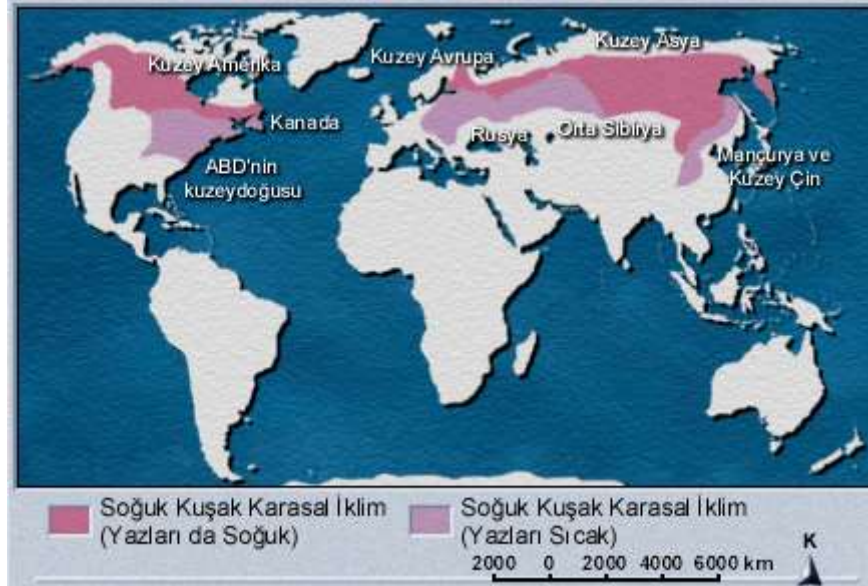 Kuzey Amerika
Kuzey Avrupa
Kuzey Asya
Kanada
Rusya
Orta Sibirya
ABD'nin
kuzeydoğusu
Mançurya ve
Kuzey Çin
Soğuk Kuşak Karasal İklim
(Yazları da Soğuk)
Soğuk Kuşak Karasal İklim
(Yazları Sıcak)
K
2000 0 2000 4000 6000 km